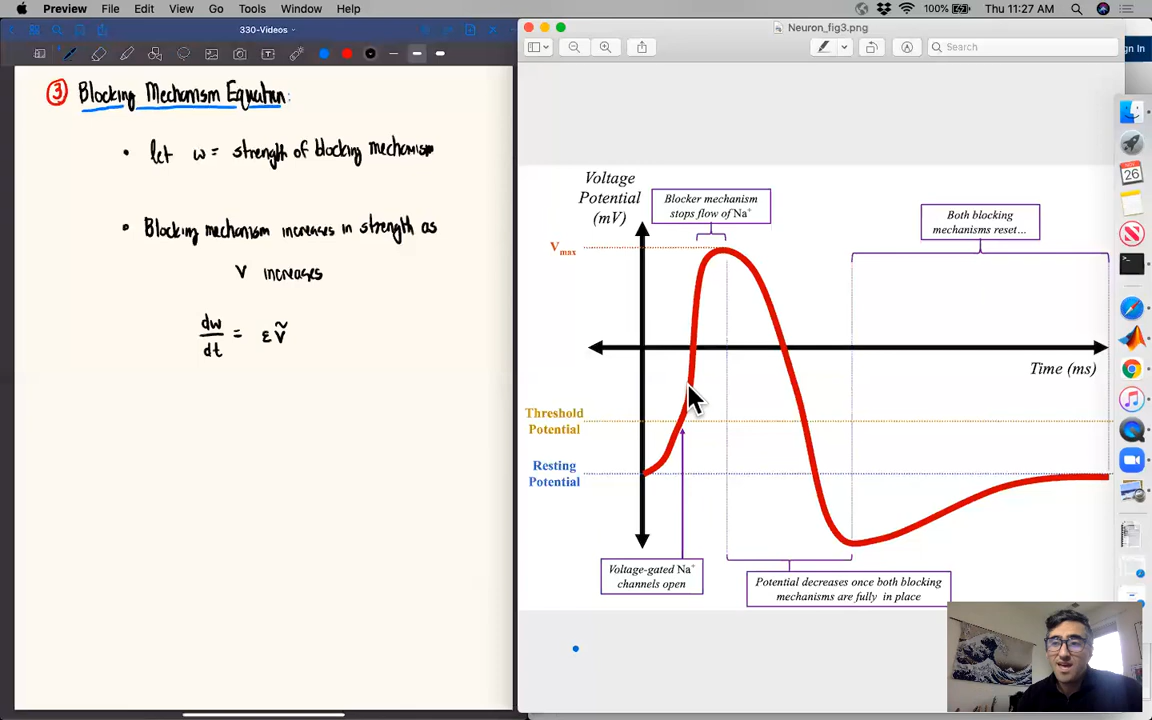 Preview File Edit View Go Tools Window Help
100% Thu 11:27 AM
330-Videos
Neuron_fig3.png
Search
Sign In
③ Blocking Mechanism Equation:
• let w = strength of blocking mechanism
• Blocking mechanism increases in strength as
V increases
dw/dt = εṽ
Voltage
Potential
(mV)
Blocker mechanism
stops flow of Na⁺
Both blocking
mechanisms reset...
Vmax
Time (ms)
Threshold
Potential
Resting
Potential
Voltage-gated Na⁺
channels open
Potential decreases once both blocking
mechanisms are fully in place
NOV
26